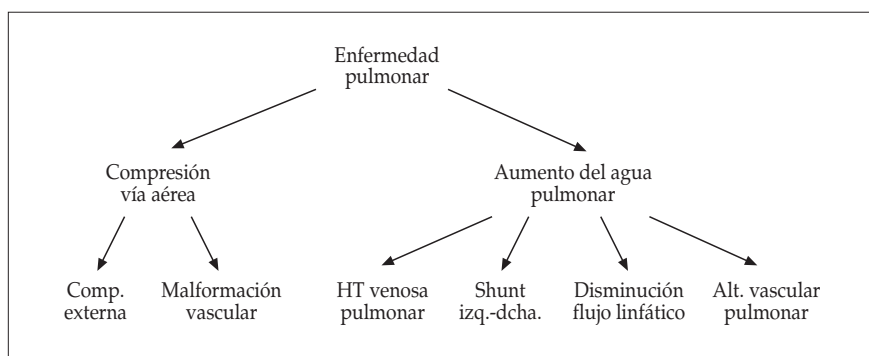 Enfermedad
pulmonar
Compresión
vía aérea
Aumento del agua
pulmonar
Comp.
externa
Malformación
vascular
HT venosa
pulmonar
Shunt
izq.-dcha.
Disminución
flujo linfático
Alt. vascular
pulmonar